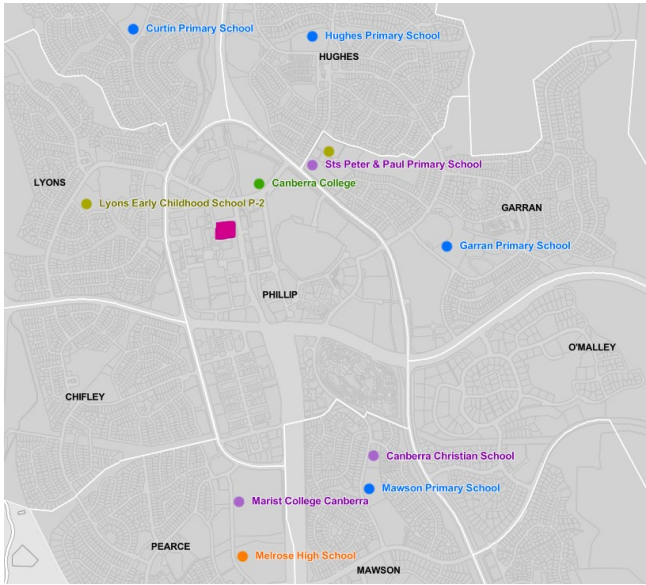 Curtin Primary School
Hughes Primary School
HUGHES
Sts Peter & Paul Primary School
LYONS
Canberra College
Lyons Early Childhood School P-2
GARRAN
Garran Primary School
PHILLIP
O'MALLEY
CHIFLEY
Canberra Christian School
Mawson Primary School
Marist College Canberra
PEARCE
Melrose High School
MAWSON